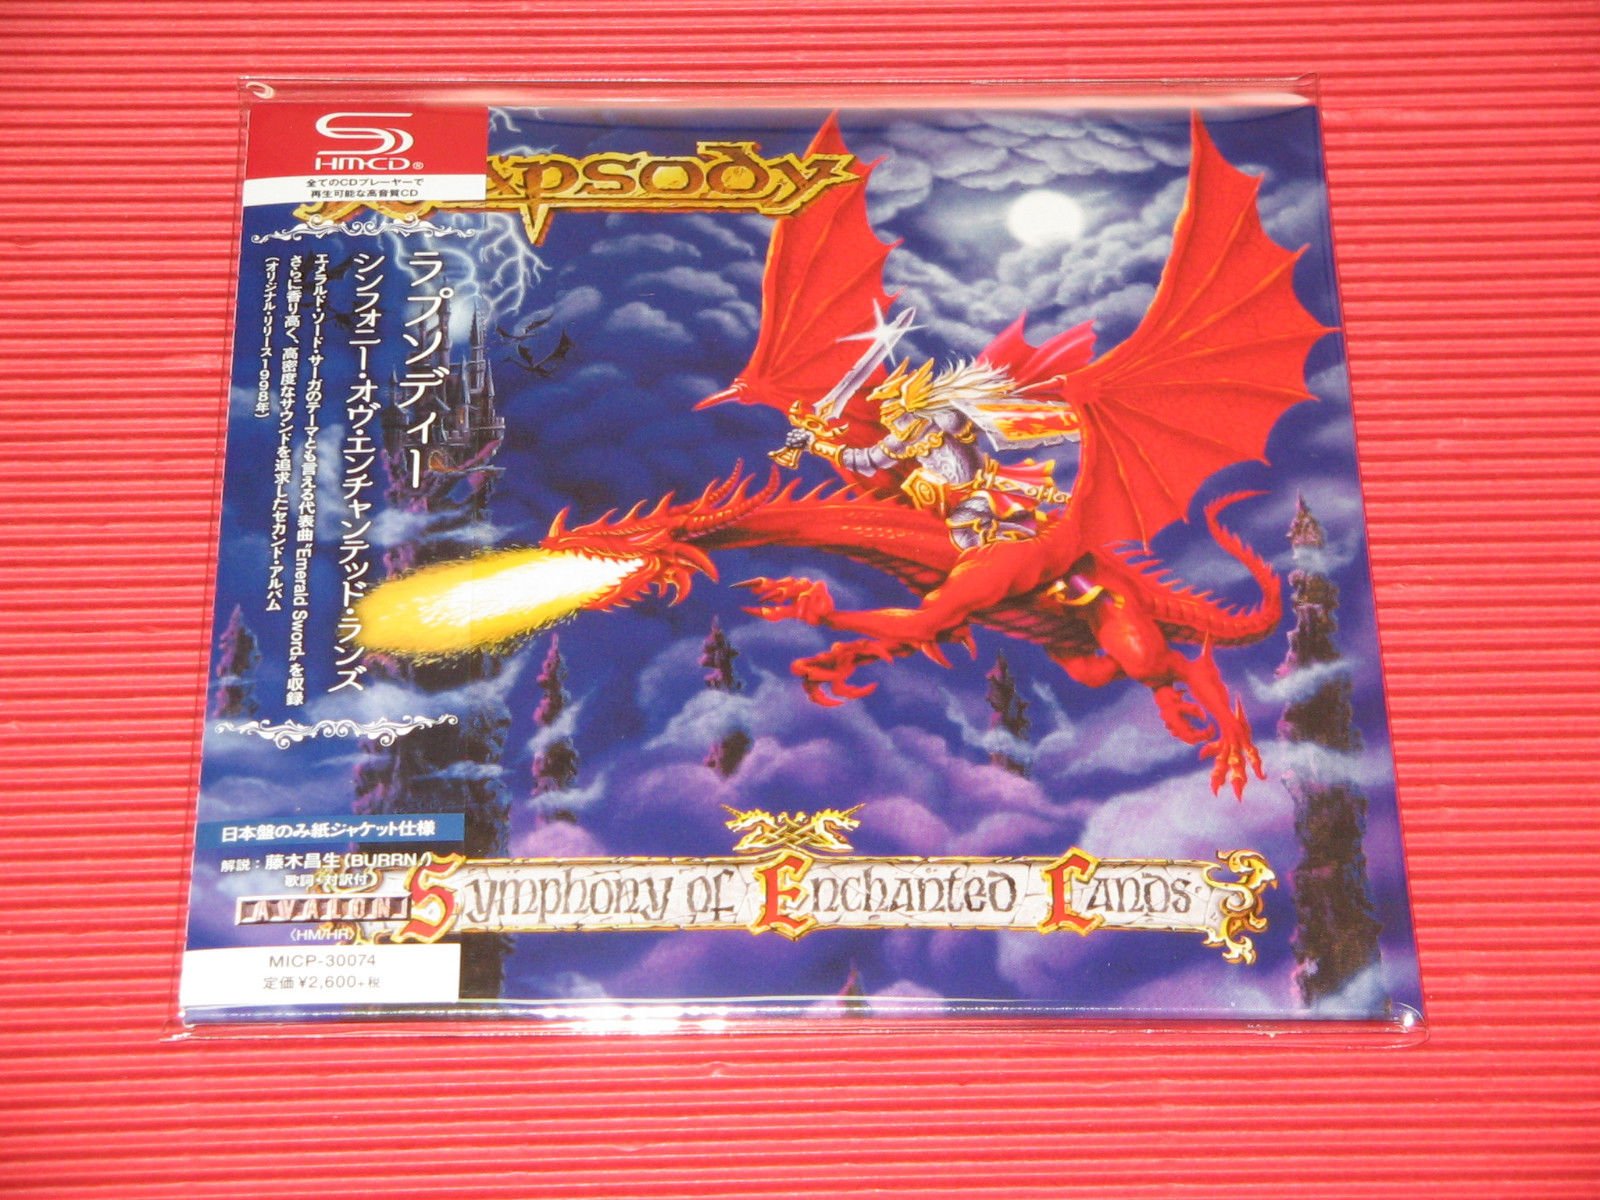 HM-CD®
全てのCDプレーヤーで
再生可能な高音質CD
Rhapsody
ラプソディー
シンフォニー・オヴ・エンチャンテッド・ランズ
エメラルド・ソード・サーガのテーマとも言える代表曲“Emerald Sword”を収録
さらに香り高く、高密度なサウンドを追求したセカンド・アルバム
(オリジナル・リリース1998年)
日本盤のみ紙ジャケット仕様
解説：藤木昌生(BURRN!)
歌詞・対訳付
AVALON
〈HM/HR〉
MICP-30074
定価¥2,600+税
Symphony of Enchanted Lands